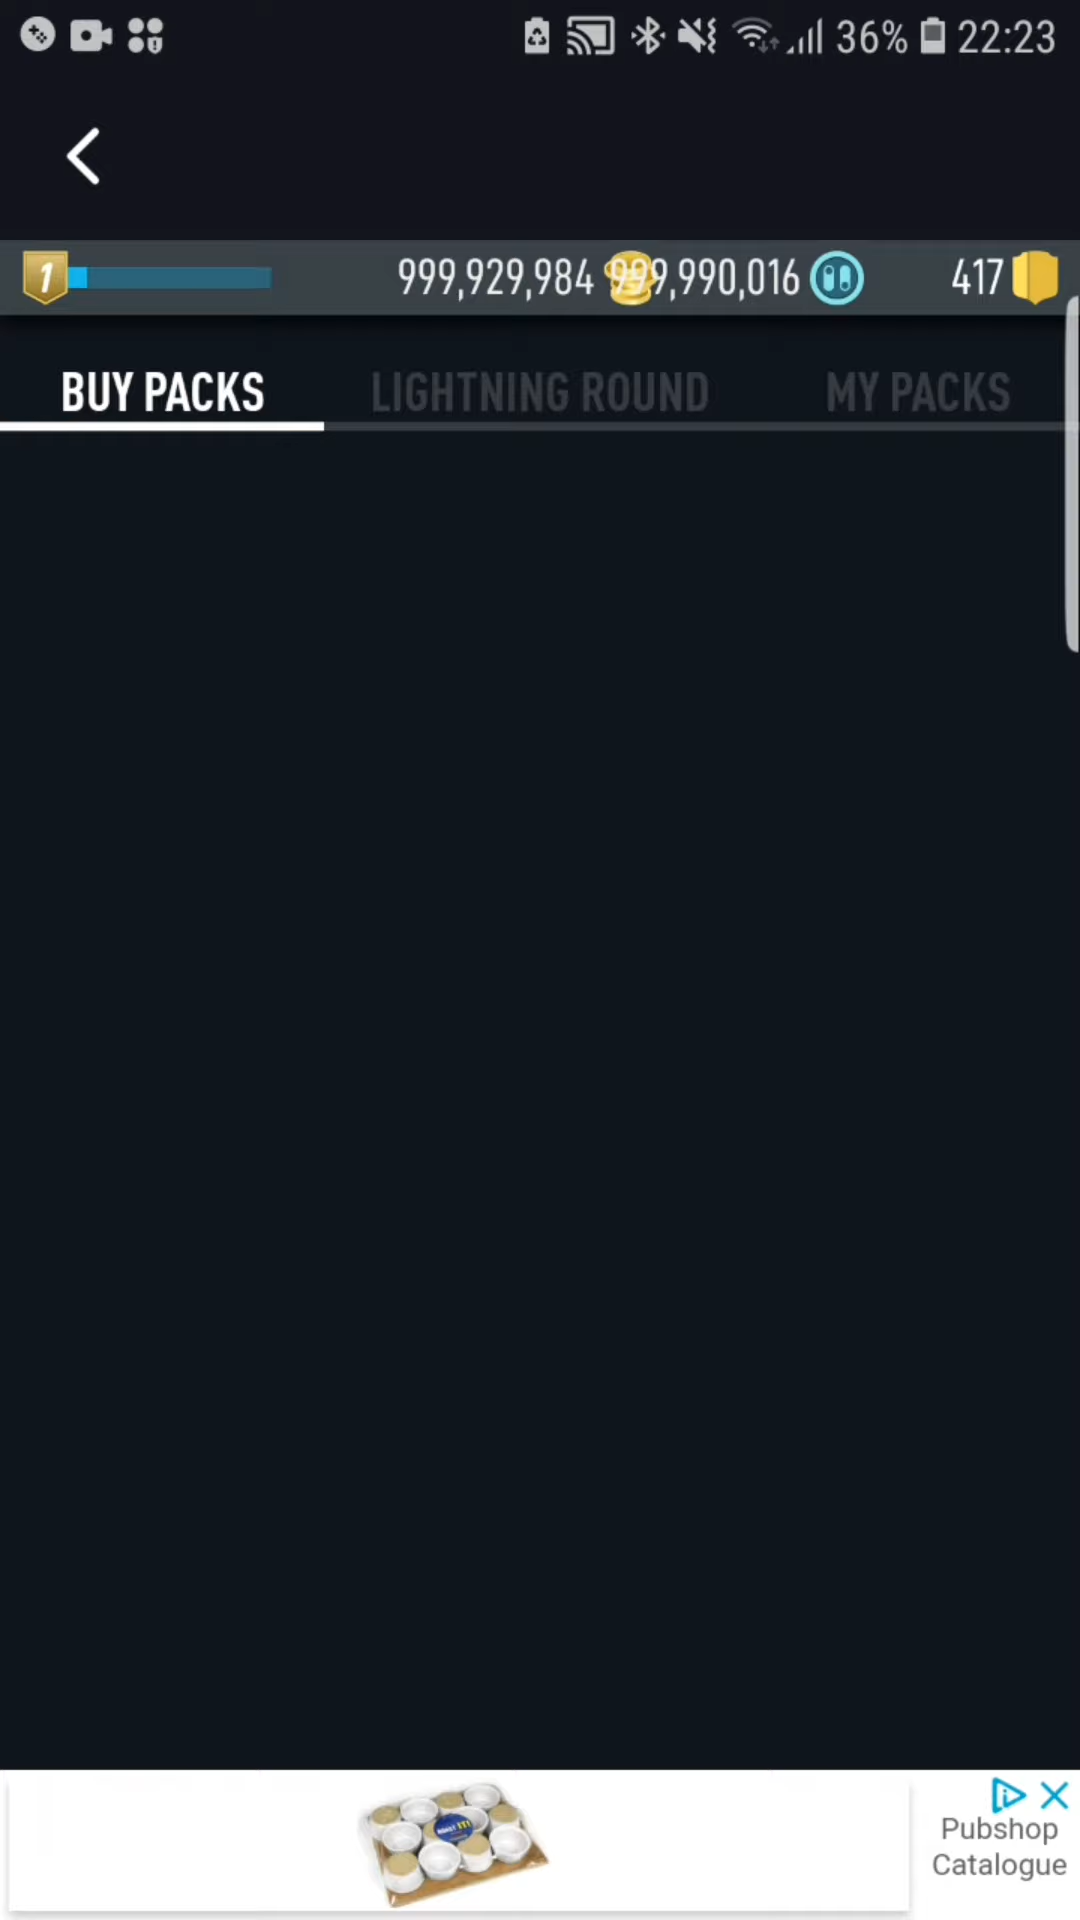 36% 22:23
1 999,929,984 999,990,016 417
BUY PACKS LIGHTNING ROUND MY PACKS
Pubshop
Catalogue